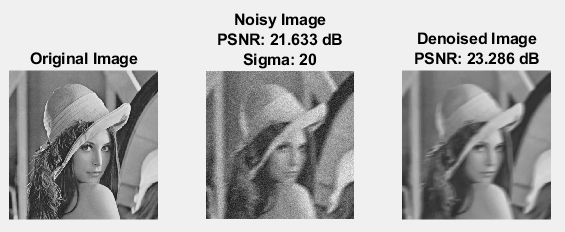 Original Image
Noisy Image
PSNR: 21.633 dB
Sigma: 20
Denoised Image
PSNR: 23.286 dB